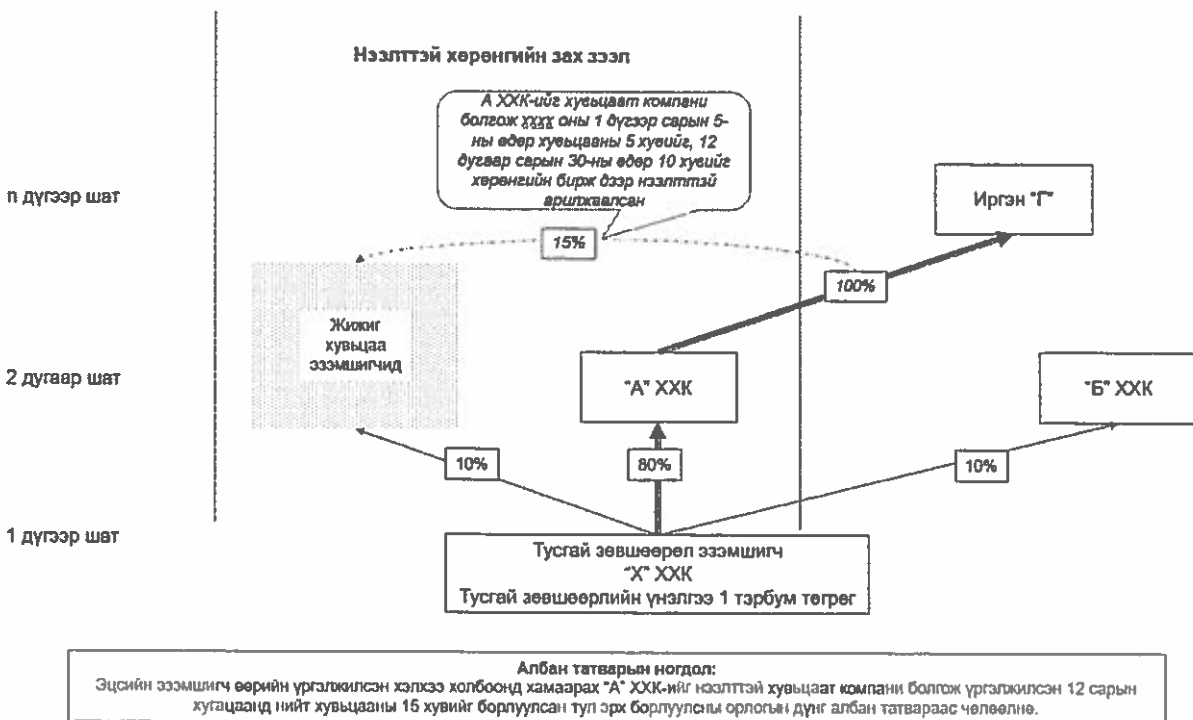 Нээлттэй хөрөнгийн зах зээл
А ХХК-ийг хувьцаат компани
болгож хххх оны 1 дүгээр сарын 5-
ны өдөр хувьцааны 5 хувийг, 12
дугаар сарын 30-ны өдөр 10 хувийг
хөрөнгийн бирж дээр нээлттэй
арилжаалсан
n дүгээр шат
Иргэн "Г"
15%
100%
Жижиг
хувьцаа
эзэмшигчид
2 дугаар шат
"А" ХХК
"Б" ХХК
10%
80%
10%
1 дүгээр шат
Тусгай зөвшөөрөл эзэмшигч
"Х" ХХК
Тусгай зөвшөөрлийн үнэлгээ 1 тэрбум төгрөг
Албан татварын ногдол:
Эцсийн эзэмшигч өөрийн үргэлжилсэн хэлхээ холбоонд хамаарах "А" ХХК-ийг нээлттэй хувьцаат компани болгож үргэлжилсэн 12 сарын
хугацаанд нийт хувьцааны 15 хувийг борлуулсан тул эрх борлуулсны орлогын дүнг албан татвараас чөлөөлнө.